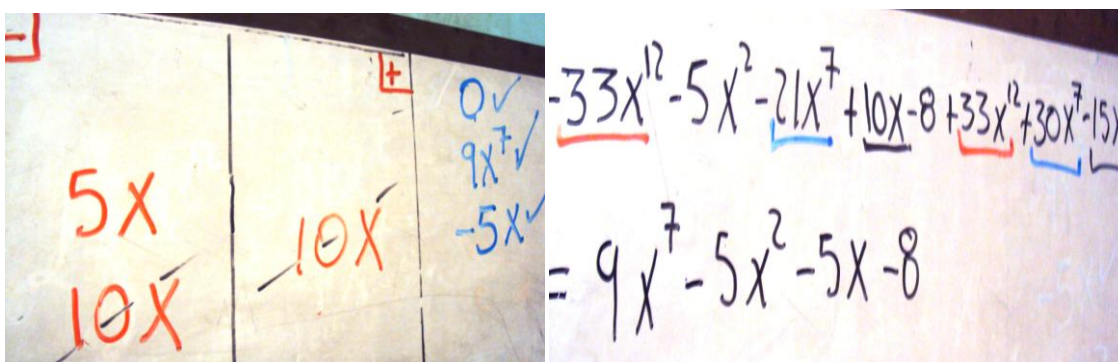 -
+
0 ✓
9x⁷ ✓
-5x ✓
5x
10x
10x
-33x¹² -5x² -21x⁷ +10x -8 +33x¹² +30x⁷ -15x
= 9x⁷ -5x² -5x -8